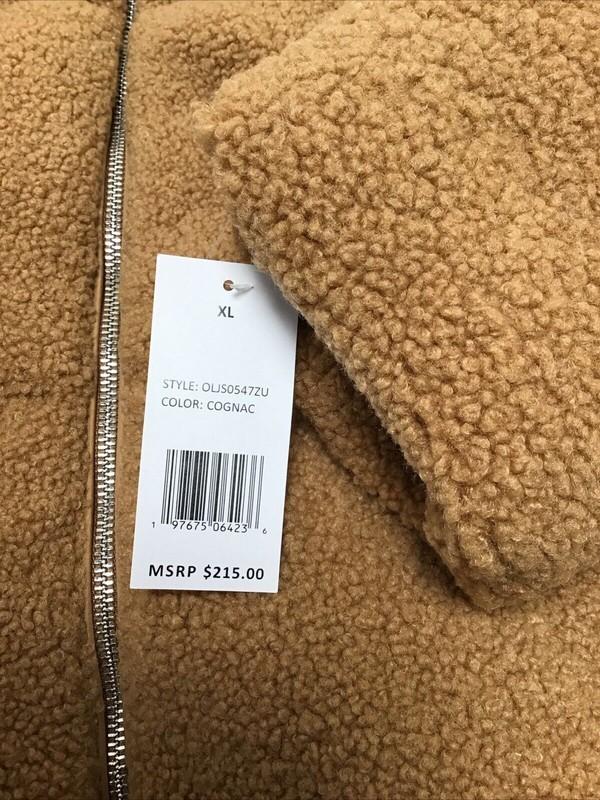 XL
STYLE: OLJS0547ZU
COLOR: COGNAC
1 97675 06423 6
MSRP $215.00